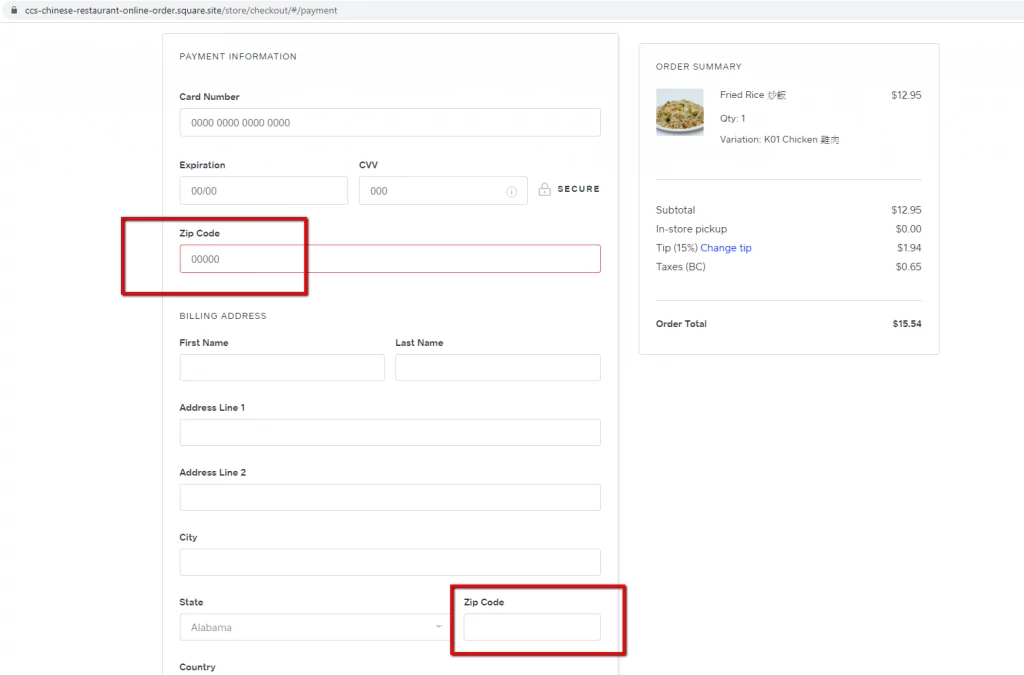 ccs-chinese-restaurant-online-order.square.site/store/checkout/#/payment
PAYMENT INFORMATION
Card Number
0000 0000 0000 0000
Expiration
CVV
00/00
000
SECURE
Zip Code
00000
BILLING ADDRESS
First Name
Last Name
Address Line 1
Address Line 2
City
State
Zip Code
Alabama
Country
ORDER SUMMARY
Fried Rice 炒飯 $12.95
Qty: 1
Variation: K01 Chicken 雞肉
Subtotal $12.95
In-store pickup $0.00
Tip (15%) Change tip $1.94
Taxes (BC) $0.65
Order Total $15.54